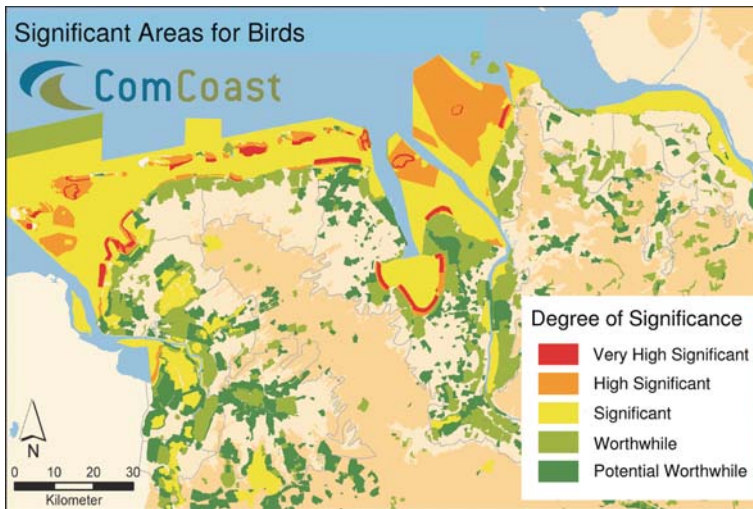 Significant Areas for Birds
ComCoast
Degree of Significance
Very High Significant
High Significant
Significant
Worthwhile
Potential Worthwhile
N
0 10 20 30
Kilometer